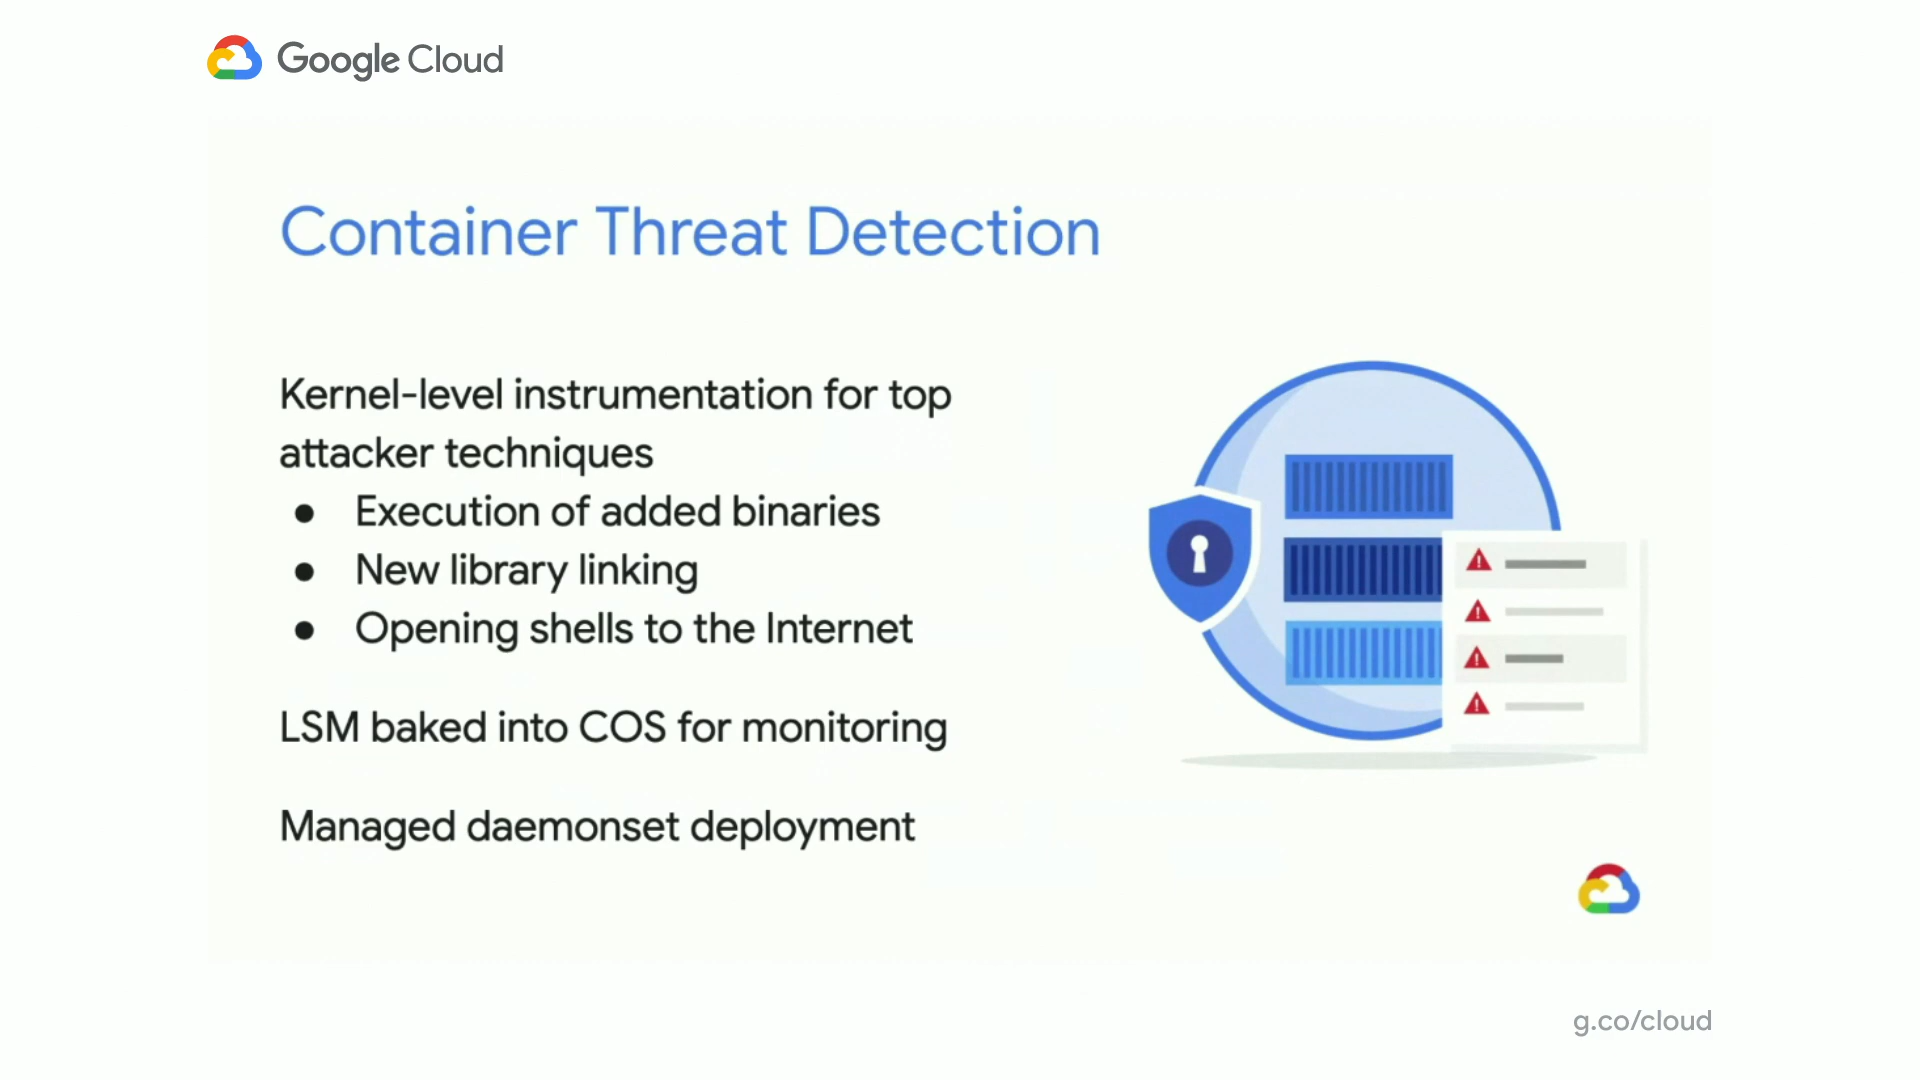 Google Cloud
Container Threat Detection
Kernel-level instrumentation for top
attacker techniques
● Execution of added binaries
● New library linking
● Opening shells to the Internet
LSM baked into COS for monitoring
Managed daemonset deployment
g.co/cloud